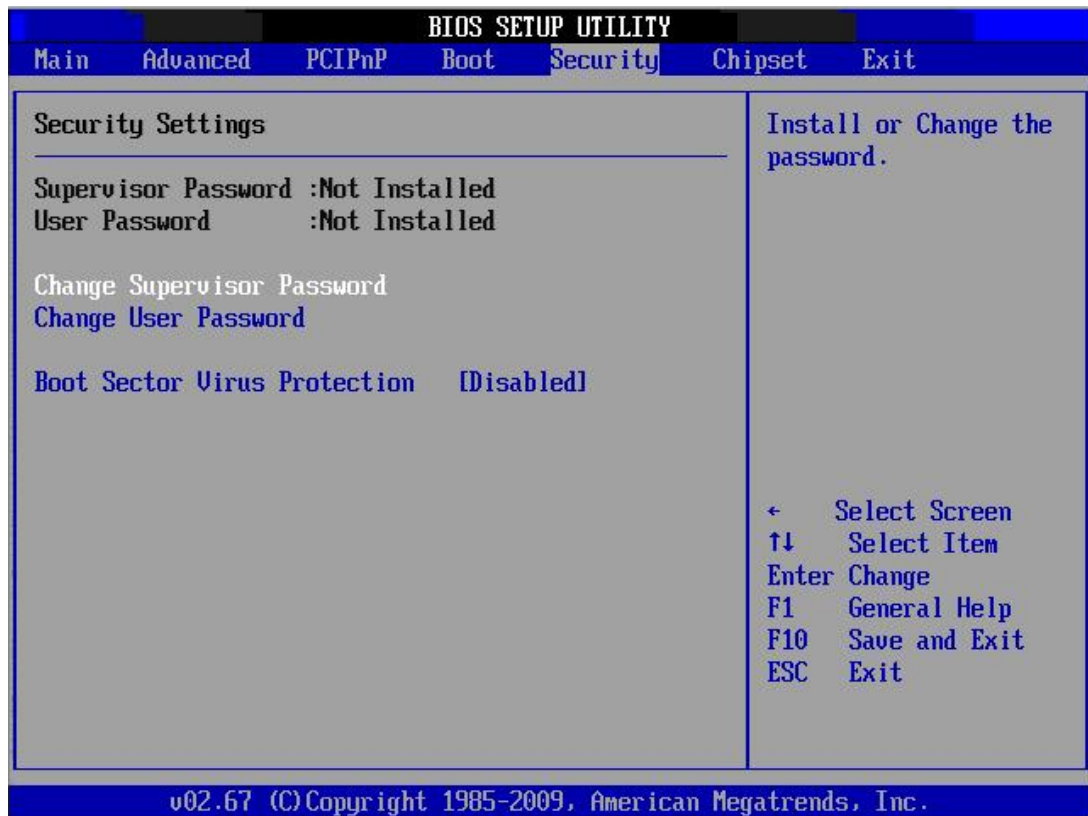 BIOS SETUP UTILITY
Main Advanced PCIPnP Boot Security Chipset Exit
Security Settings
Supervisor Password :Not Installed
User Password :Not Installed
Change Supervisor Password
Change User Password
Boot Sector Virus Protection [Disabled]
Install or Change the
password.
← Select Screen
↑↓ Select Item
Enter Change
F1 General Help
F10 Save and Exit
ESC Exit
v02.67 (C)Copyright 1985-2009, American Megatrends, Inc.